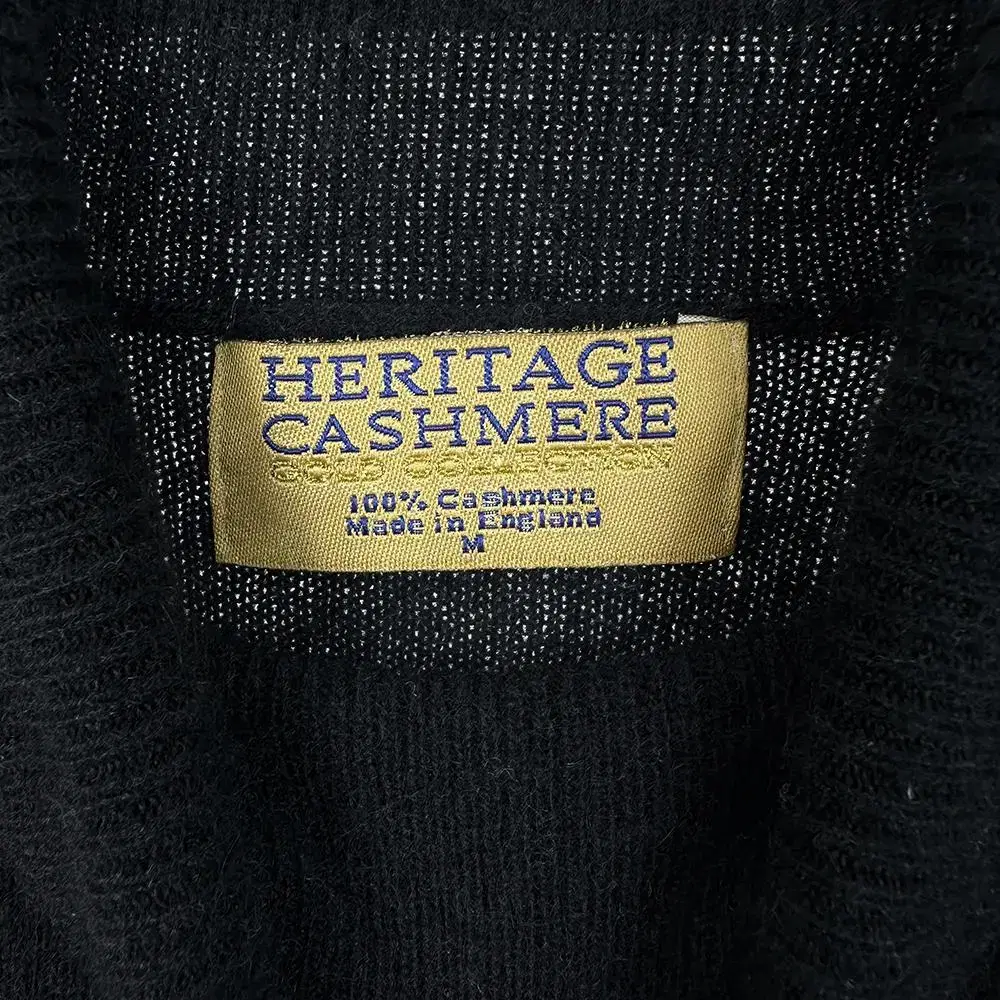 HERITAGE
CASHMERE
GOLD COLLECTION
100% Cashmere
Made in England
M